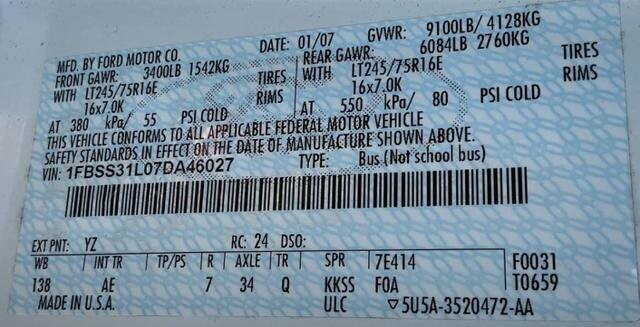 MFD. BY FORD MOTOR CO. DATE: 01/07 GVWR: 9100LB/ 4128KG
FRONT GAWR: 3400LB 1542KG REAR GAWR: 6084LB 2760KG
WITH LT245/75R16E TIRES WITH LT245/75R16E TIRES
16x7.0K RIMS 16x7.0K RIMS
AT 380 kPa/ 55 PSI COLD AT 550 kPa/ 80 PSI COLD
THIS VEHICLE CONFORMS TO ALL APPLICABLE FEDERAL MOTOR VEHICLE
SAFETY STANDARDS IN EFFECT ON THE DATE OF MANUFACTURE SHOWN ABOVE.
VIN: 1FBSS31L07DA46027 TYPE: Bus (Not school bus)
EXT PNT: YZ RC: 24 DSO:
WB INT TR TP/PS R AXLE TR SPR 7E414 F0031
138 AE 7 34 Q KKSS F0A T0659
MADE IN U.S.A. ULC ▽5U5A-3520472-AA